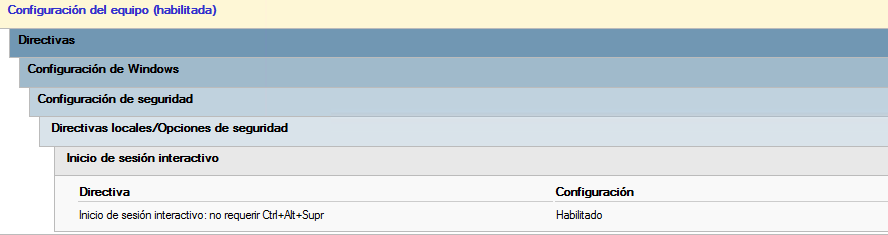 Configuración del equipo (habilitada)
Directivas
Configuración de Windows
Configuración de seguridad
Directivas locales/Opciones de seguridad
Inicio de sesión interactivo
Directiva Configuración
Inicio de sesión interactivo: no requerir Ctrl+Alt+Supr Habilitado